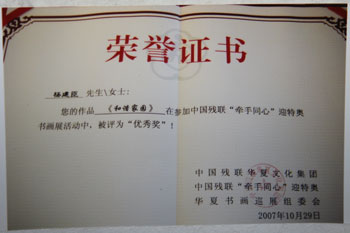 荣誉证书
先生\女士:
您的作品 《和谐家园》 在参加中国残联“牵手同心”迎特奥
书画展活动中，被评为“优秀奖”!
中国残联华夏文化集团
中国残联“牵手同心”迎特奥
华夏书画巡展组委会
2007年10月29日